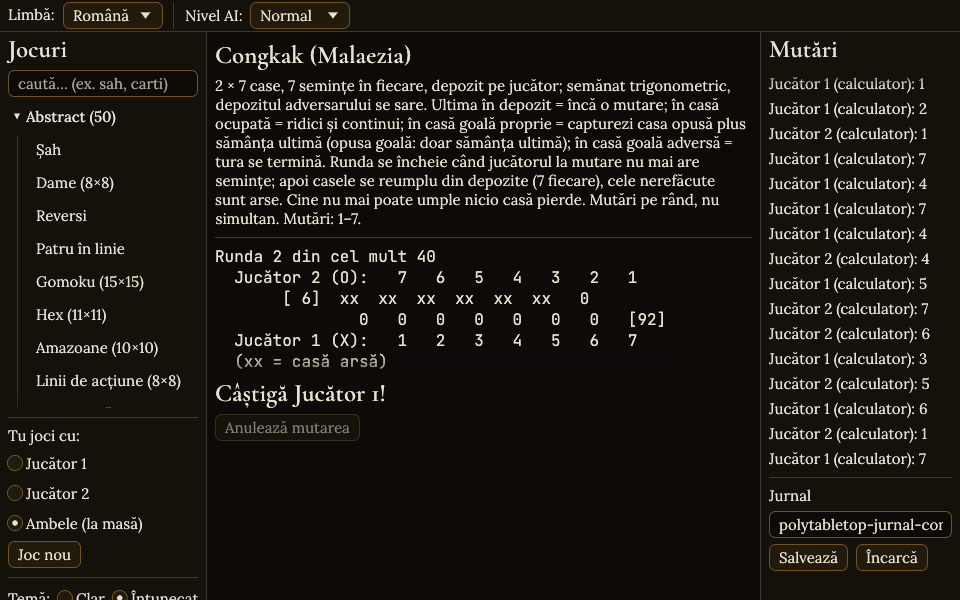 Limbă: Română ▼ Nivel AI: Normal ▼
Jocuri
caută... (ex. sah, carti)
▾ Abstract (50)
Șah
Dame (8×8)
Reversi
Patru în linie
Gomoku (15×15)
Hex (11×11)
Amazoane (10×10)
Linii de acțiune (8×8)
Tu joci cu:
Jucător 1
Jucător 2
Ambele (la masă)
Joc nou
Temă: Clar Întunecat
Congkak (Malaezia)
2 × 7 case, 7 semințe în fiecare, depozit pe jucător; semănat trigonometric,
depozitul adversarului se sare. Ultima în depozit = încă o mutare; în casă
ocupată = ridici și continui; în casă goală proprie = capturezi casa opusă plus
sămânța ultimă (opusa goală: doar sămânța ultimă); în casă goală adversă =
tura se termină. Runda se încheie când jucătorul la mutare nu mai are
semințe; apoi casele se reumplu din depozite (7 fiecare), cele nerefăcute
sunt arse. Cine nu mai poate umple nicio casă pierde. Mutări pe rând, nu
simultan. Mutări: 1–7.
Runda 2 din cel mult 40
Jucător 2 (O): 7 6 5 4 3 2 1
[ 6] xx xx xx xx xx xx 0
0 0 0 0 0 0 0 [92]
Jucător 1 (X): 1 2 3 4 5 6 7
(xx = casă arsă)
Câștigă Jucător 1!
Anulează mutarea
Mutări
Jucător 1 (calculator): 1
Jucător 1 (calculator): 2
Jucător 2 (calculator): 1
Jucător 1 (calculator): 7
Jucător 1 (calculator): 4
Jucător 1 (calculator): 7
Jucător 1 (calculator): 4
Jucător 2 (calculator): 4
Jucător 1 (calculator): 5
Jucător 2 (calculator): 7
Jucător 2 (calculator): 6
Jucător 1 (calculator): 3
Jucător 2 (calculator): 5
Jucător 1 (calculator): 6
Jucător 2 (calculator): 1
Jucător 1 (calculator): 7
Jurnal
polytabletop-jurnal-cor
Salvează Încarcă